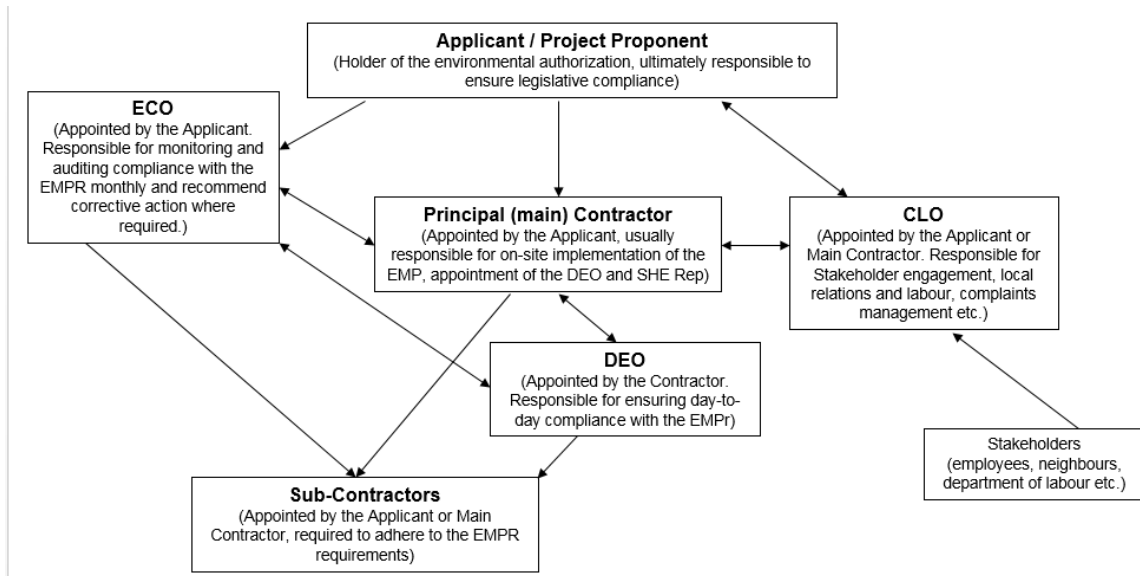 Applicant / Project Proponent
(Holder of the environmental authorization, ultimately responsible to
ensure legislative compliance)
ECO
(Appointed by the Applicant.
Responsible for monitoring and
auditing compliance with the
EMPR monthly and recommend
corrective action where
required.)
Principal (main) Contractor
(Appointed by the Applicant, usually
responsible for on-site implementation of the
EMP, appointment of the DEO and SHE Rep)
CLO
(Appointed by the Applicant or
Main Contractor. Responsible for
Stakeholder engagement, local
relations and labour, complaints
management etc.)
DEO
(Appointed by the Contractor.
Responsible for ensuring day-to-
day compliance with the EMPr)
Stakeholders
(employees, neighbours,
department of labour etc.)
Sub-Contractors
(Appointed by the Applicant or Main
Contractor, required to adhere to the EMPR
requirements)